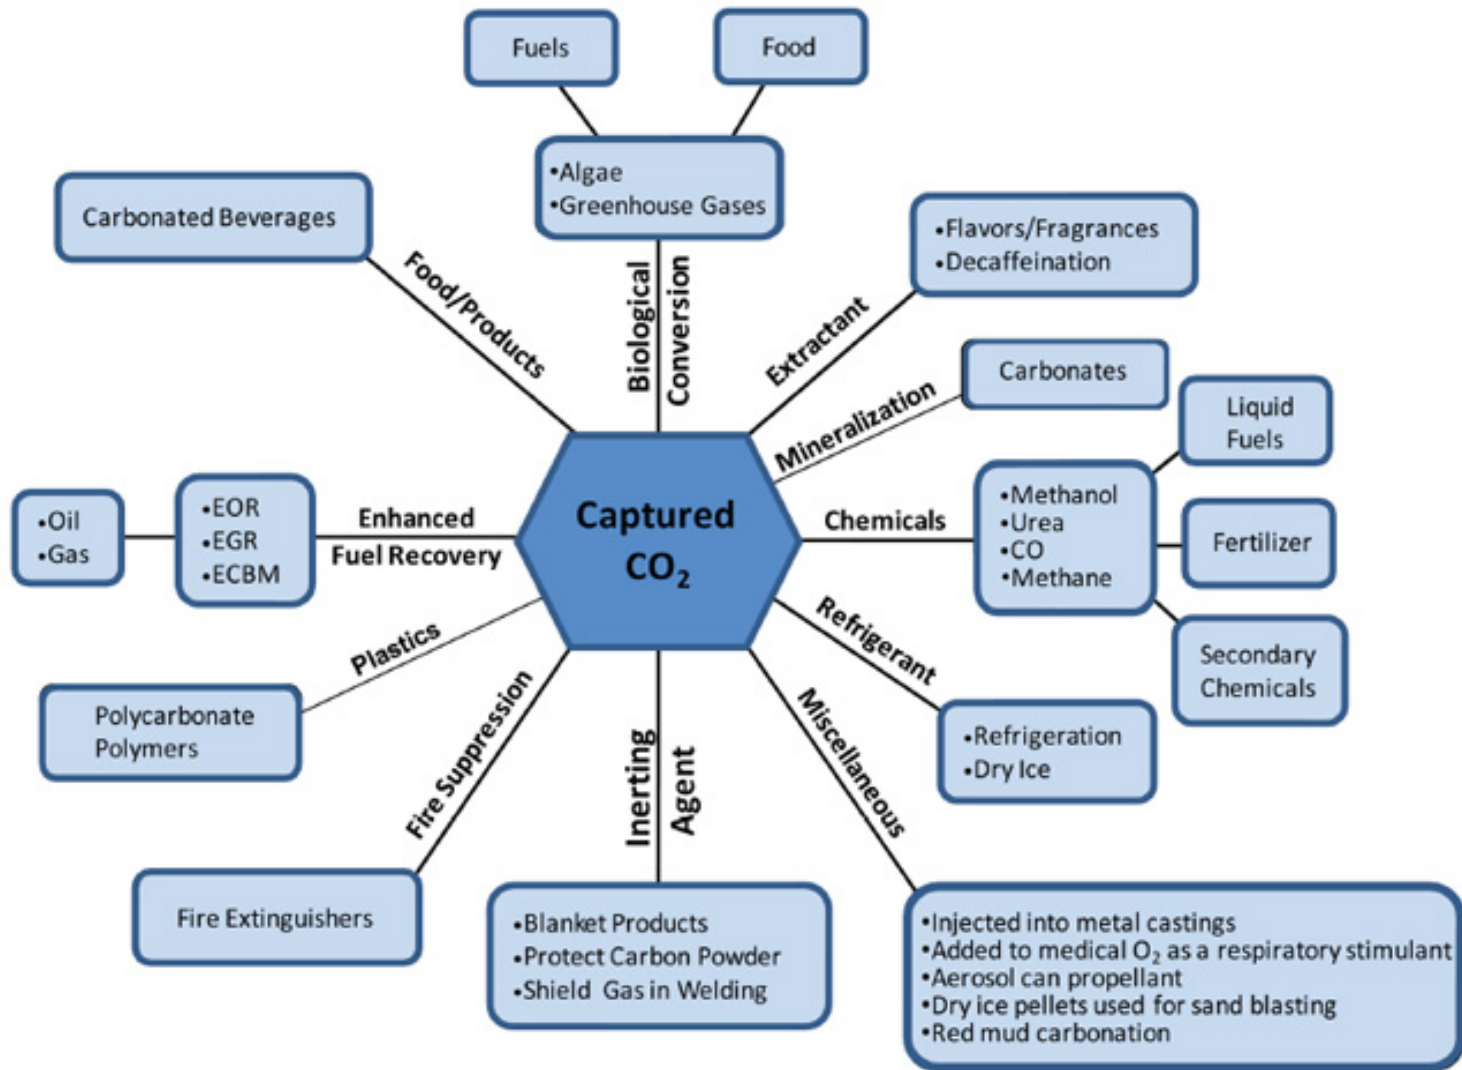 Fuels
Food
•Algae
•Greenhouse Gases
Carbonated Beverages
•Flavors/Fragrances
•Decaffeination
Food/Products
Biological
Conversion
Extractant
Carbonates
Mineralization
Liquid
Fuels
•Oil
•Gas
•EOR
•EGR
•ECBM
Enhanced
Fuel Recovery
Captured
CO₂
Chemicals
•Methanol
•Urea
•CO
•Methane
Fertilizer
Secondary
Chemicals
Plastics
Polycarbonate
Polymers
Refrigerant
•Refrigeration
•Dry Ice
Fire Suppression
Inerting
Agent
Miscellaneous
Fire Extinguishers
•Blanket Products
•Protect Carbon Powder
•Shield Gas in Welding
•Injected into metal castings
•Added to medical O₂ as a respiratory stimulant
•Aerosol can propellant
•Dry ice pellets used for sand blasting
•Red mud carbonation